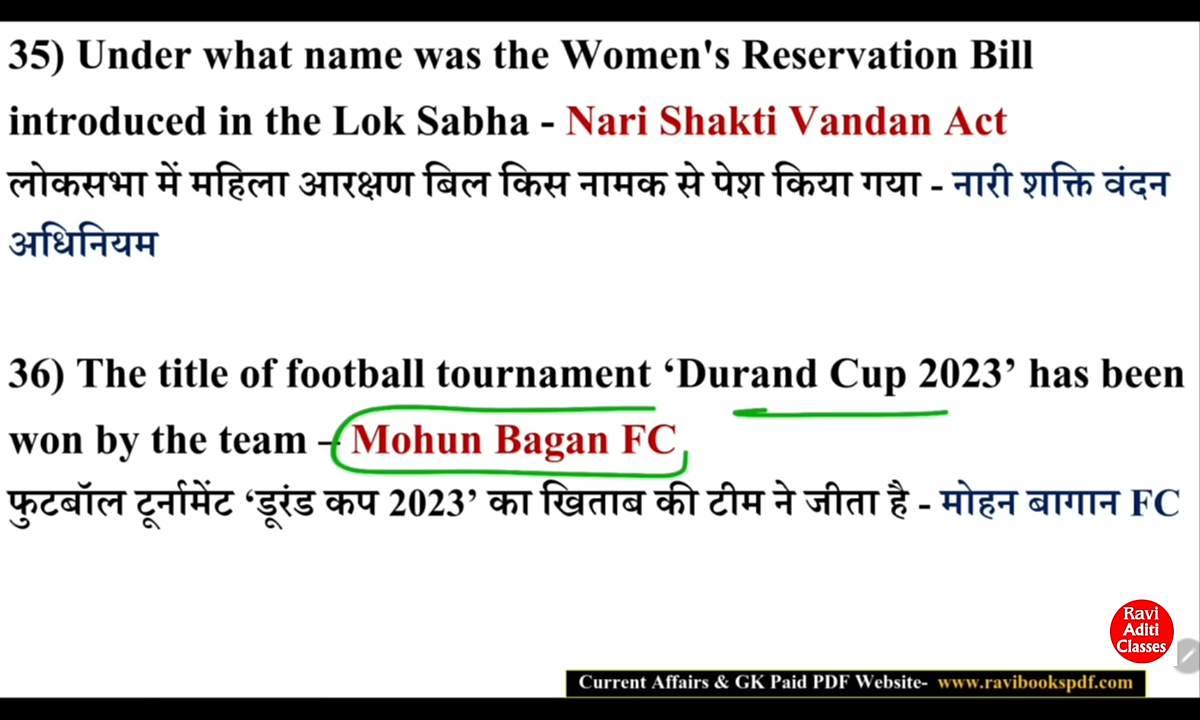 35) Under what name was the Women's Reservation Bill
introduced in the Lok Sabha - Nari Shakti Vandan Act
लोकसभा में महिला आरक्षण बिल किस नामक से पेश किया गया - नारी शक्ति वंदन
अधिनियम
36) The title of football tournament ‘Durand Cup 2023’ has been
won by the team – Mohun Bagan FC
फुटबॉल टूर्नामेंट ‘डूरंड कप 2023’ का खिताब की टीम ने जीता है - मोहन बागान FC
Ravi
Aditi
Classes
Current Affairs & GK Paid PDF Website- www.ravibookspdf.com